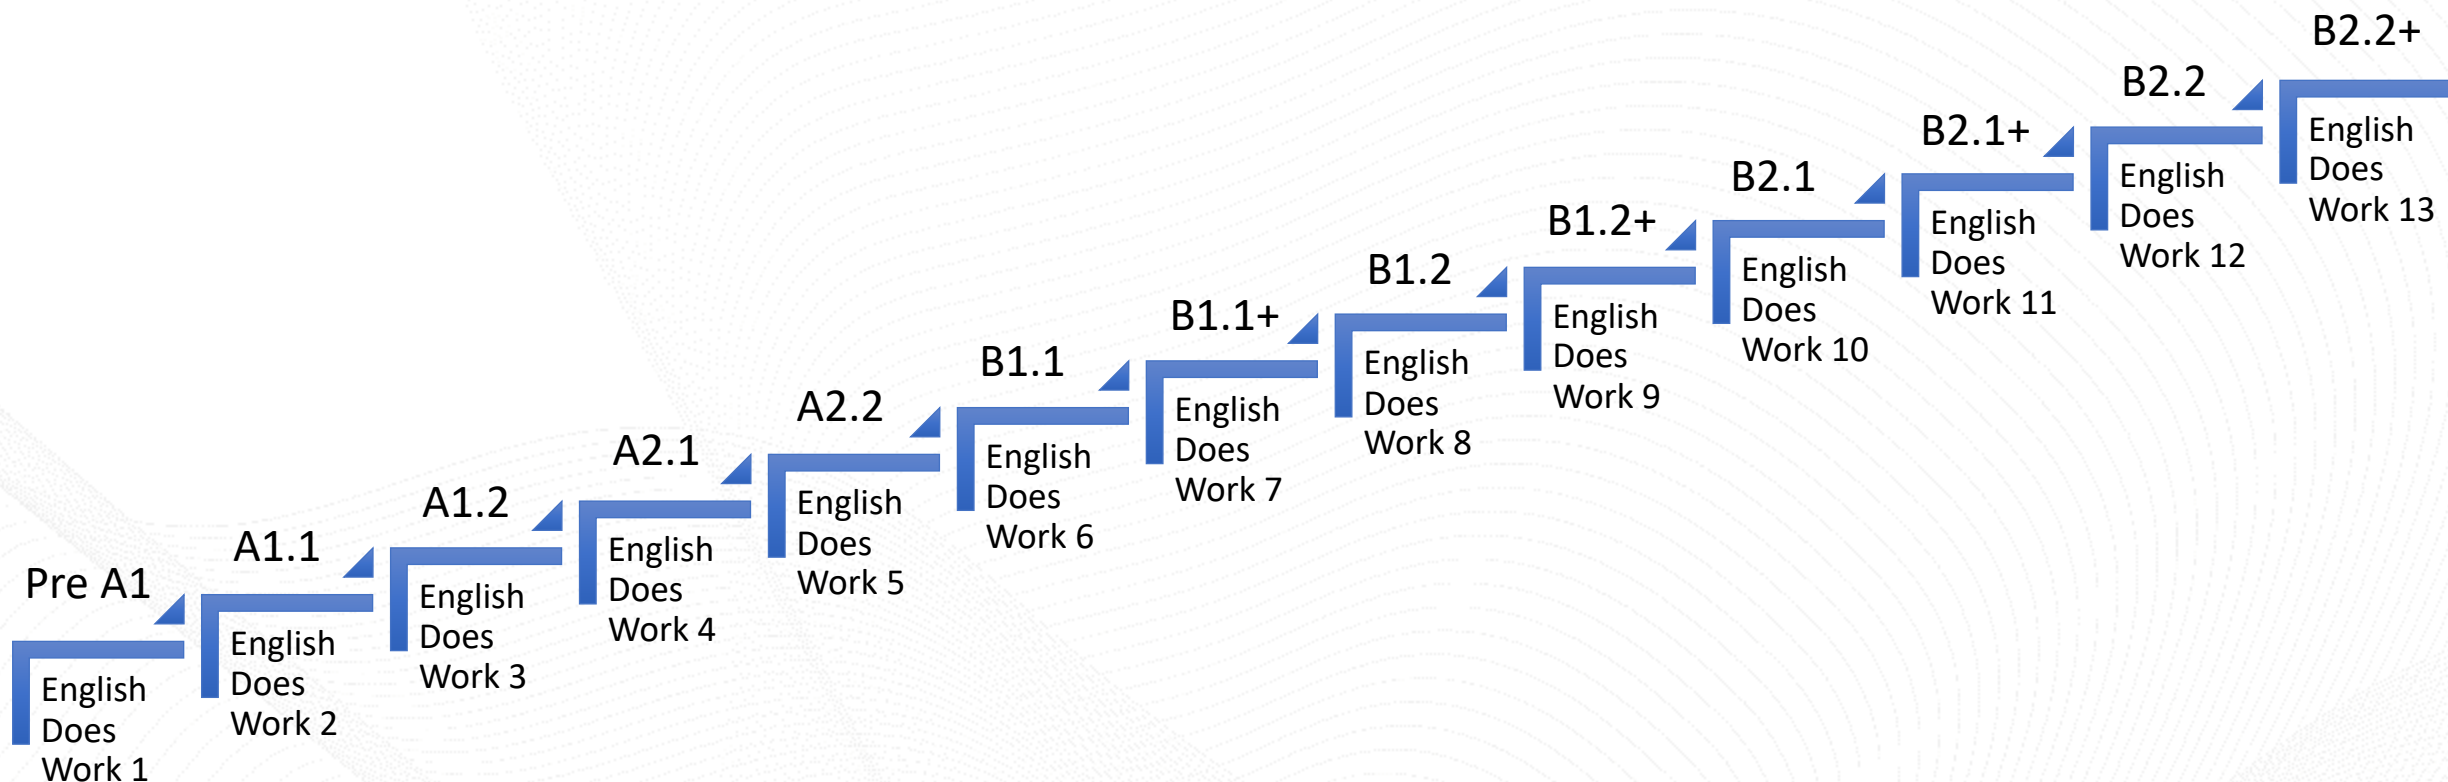 Pre A1
English
Does
Work 1
A1.1
English
Does
Work 2
A1.2
English
Does
Work 3
A2.1
English
Does
Work 4
A2.2
English
Does
Work 5
B1.1
English
Does
Work 6
B1.1+
English
Does
Work 7
B1.2
English
Does
Work 8
B1.2+
English
Does
Work 9
B2.1
English
Does
Work 10
B2.1+
English
Does
Work 11
B2.2
English
Does
Work 12
B2.2+
English
Does
Work 13